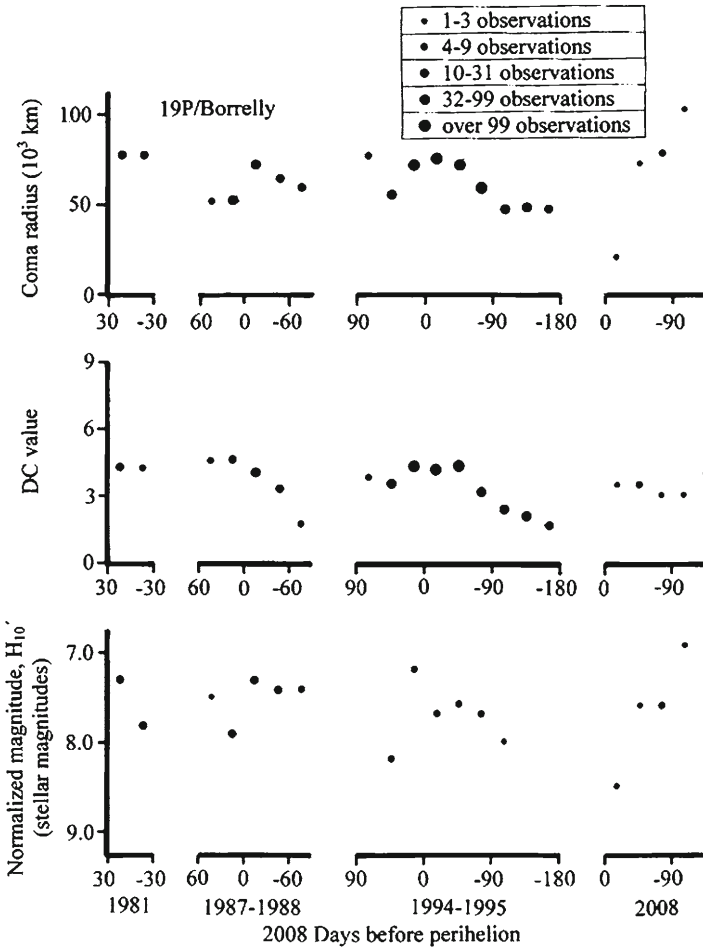 1-3 observations
4-9 observations
10-31 observations
32-99 observations
over 99 observations
19P/Borrelly
Coma radius (10³ km)
100
50
0
30 -30 60 0 -60 90 0 -90 -180 0 -90
DC value
9
6
3
0
30 -30 60 0 -60 90 0 -90 -180 0 -90
Normalized magnitude, H₁₀′
(stellar magnitudes)
7.0
8.0
9.0
30 -30 60 0 -60 90 0 -90 -180 0 -90
1981 1987-1988 1994-1995 2008
2008 Days before perihelion